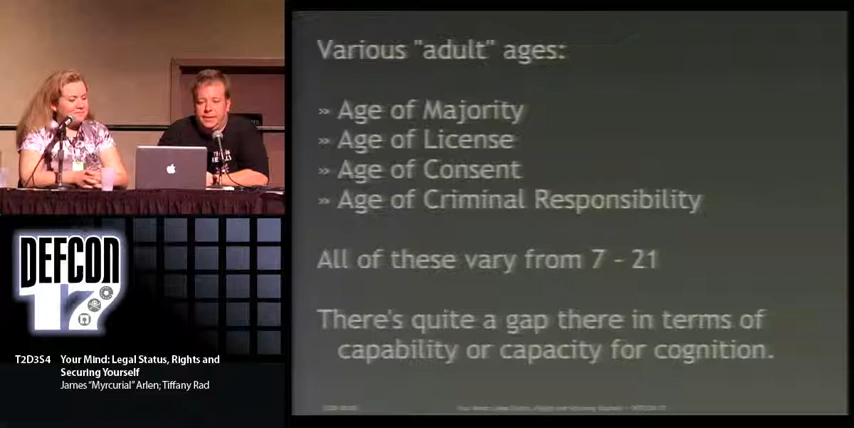 Various "adult" ages:
» Age of Majority
» Age of License
» Age of Consent
» Age of Criminal Responsibility
All of these vary from 7 - 21
There's quite a gap there in terms of
capability or capacity for cognition.
DEFCON
17
T2D3S4 Your Mind: Legal Status, Rights and
Securing Yourself
James "Myrcurial" Arlen; Tiffany Rad